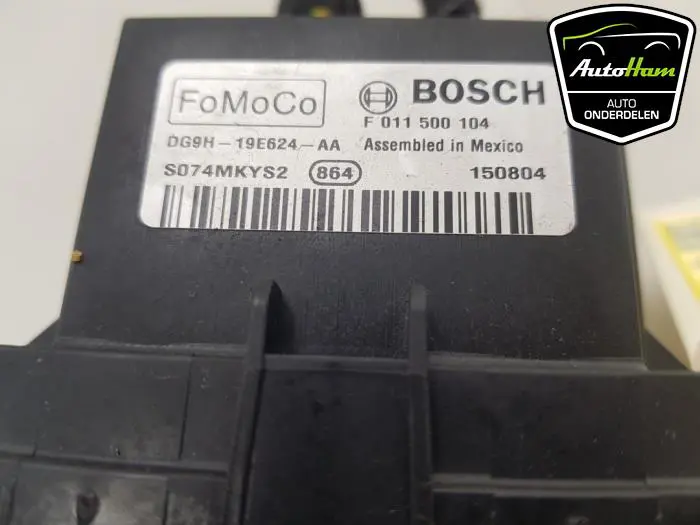 FoMoCo
BOSCH
F 011 500 104
DG9H-19E624-AA
Assembled in Mexico
S074MKYS2 864 150804
AutoHam
AUTO
ONDERDELEN